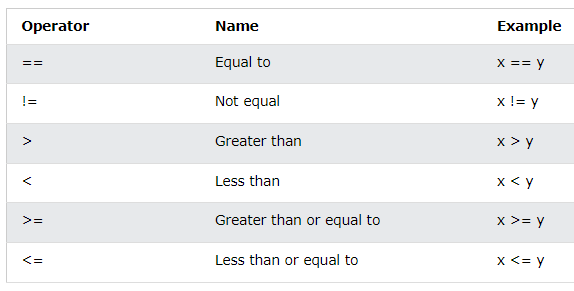 Operator Name Example
== Equal to x == y
!= Not equal x != y
> Greater than x > y
< Less than x < y
>= Greater than or equal to x >= y
<= Less than or equal to x <= y